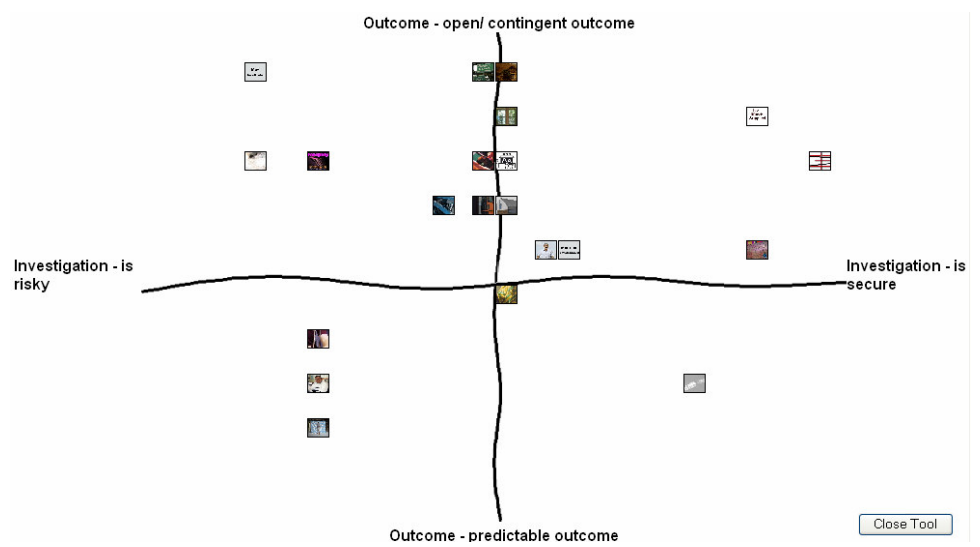 Outcome - open/ contingent outcome
Investigation - is
risky
Investigation - is
secure
Outcome - predictable outcome
Close Tool